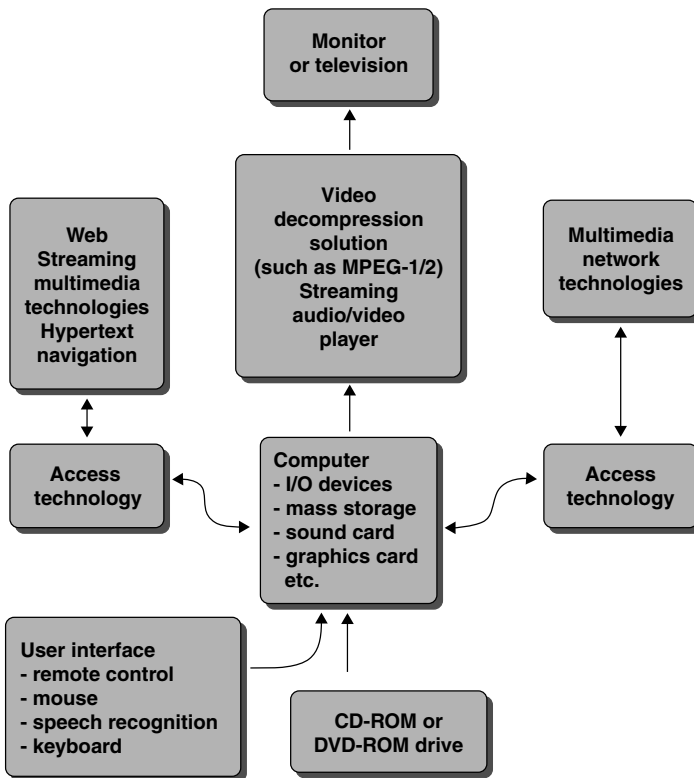 Monitor
or television
Video
decompression
solution
(such as MPEG-1/2)
Streaming
audio/video
player
Web
Streaming
multimedia
technologies
Hypertext
navigation
Multimedia
network
technologies
Access
technology
Computer
- I/O devices
- mass storage
- sound card
- graphics card
etc.
Access
technology
User interface
- remote control
- mouse
- speech recognition
- keyboard
CD-ROM or
DVD-ROM drive